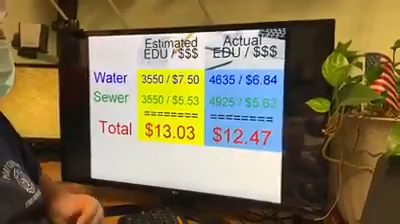 Estimated Actual
EDU / $$$ EDU / $$$
Water 3550 / $7.50 4635 / $6.84
Sewer 3550 / $5.53 4925 / $5.63
======== ========
Total $13.03 $12.47